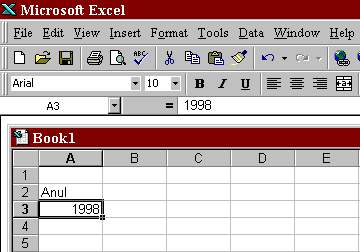 Microsoft Excel
File Edit View Insert Format Tools Data Window Help
ABC
Arial 10 B I U
A3 = 1998
Book1
A B C D E
1
2 Anul
3 1998
4
5